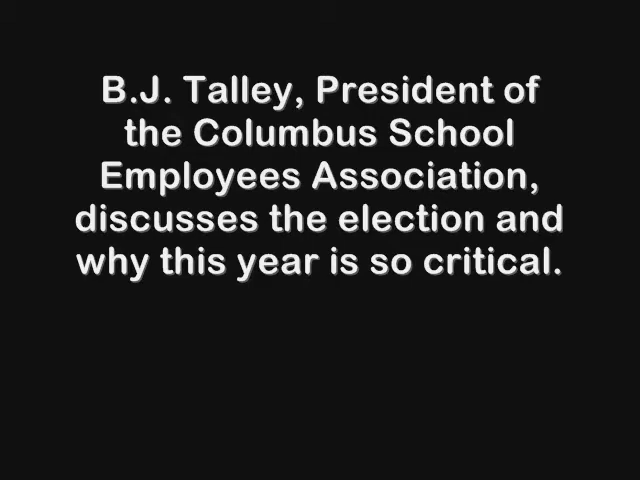 B.J. Talley, President of
the Columbus School
Employees Association,
discusses the election and
why this year is so critical.